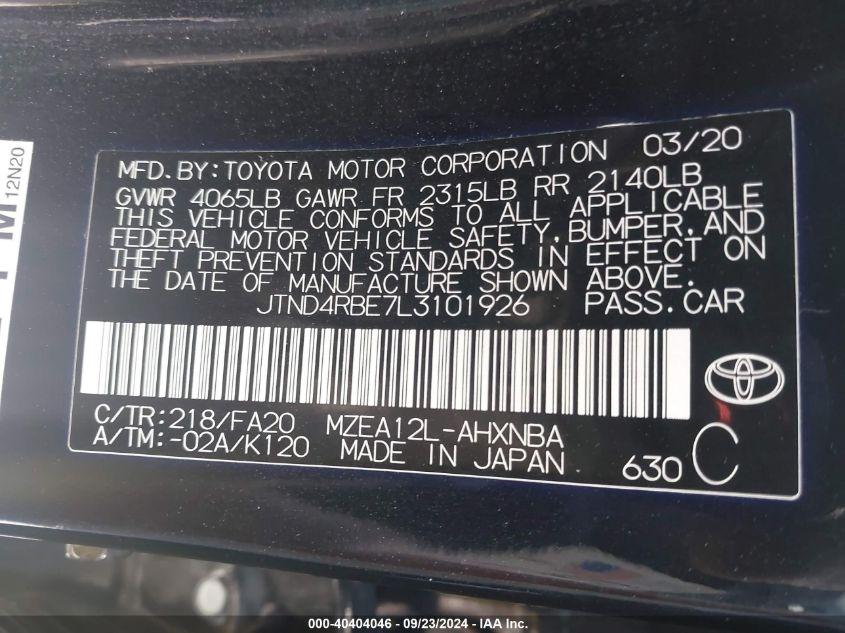 12N20
MFD. BY:TOYOTA MOTOR CORPORATION 03/20
GVWR 4065LB GAWR FR 2315LB RR 2140LB
THIS VEHICLE CONFORMS TO ALL APPLICABLE
FEDERAL MOTOR VEHICLE SAFETY, BUMPER, AND
THEFT PREVENTION STANDARDS IN EFFECT ON
THE DATE OF MANUFACTURE SHOWN ABOVE.
JTND4RBE7L3101926 PASS.CAR
C/TR:218/FA20 MZEA12L-AHXNBA
A/TM:-02A/K120 MADE IN JAPAN 630 C
000-40404046 - 09/23/2024 - IAA Inc.